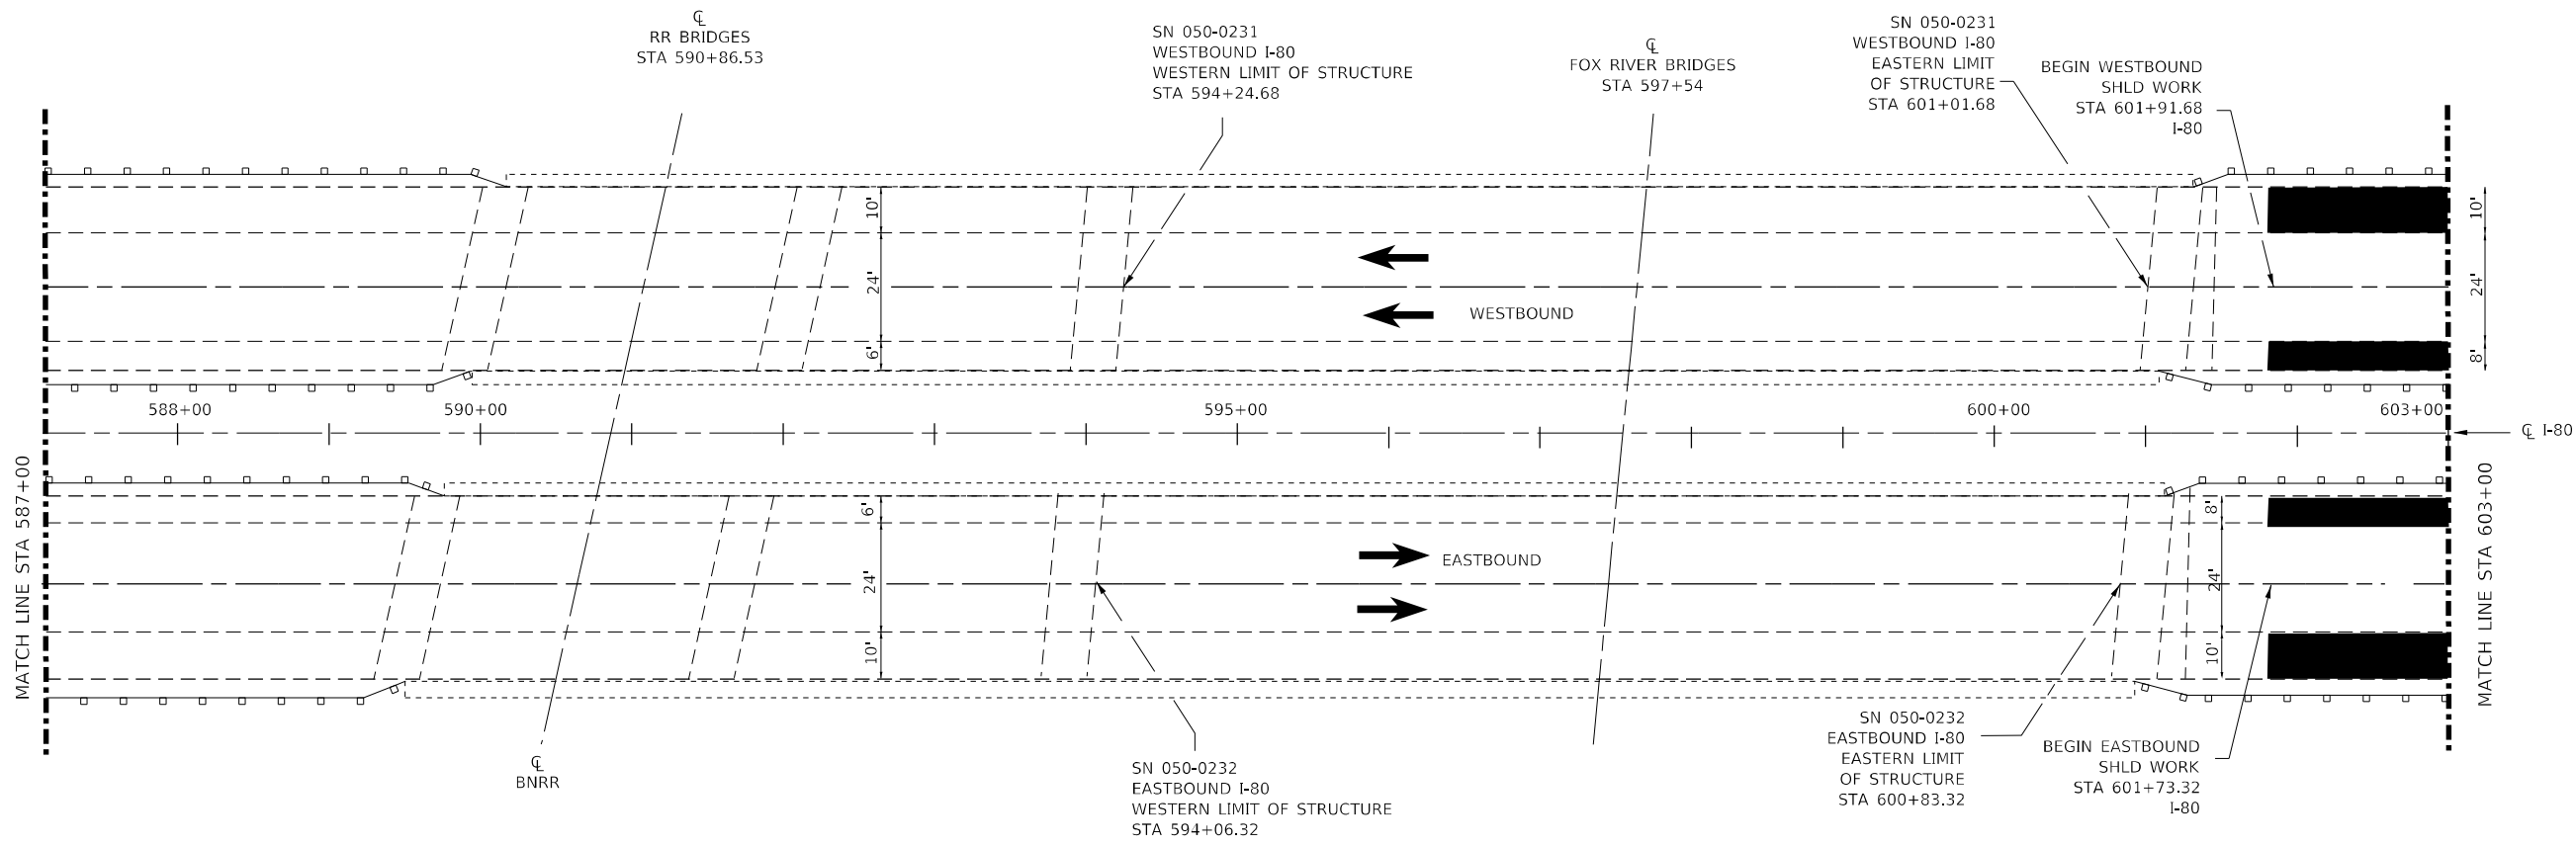 ℄
RR BRIDGES
STA 590+86.53
SN 050-0231
WESTBOUND I-80
WESTERN LIMIT OF STRUCTURE
STA 594+24.68
℄
FOX RIVER BRIDGES
STA 597+54
SN 050-0231
WESTBOUND I-80
EASTERN LIMIT
OF STRUCTURE
STA 601+01.68
BEGIN WESTBOUND
SHLD WORK
STA 601+91.68
I-80
10'
24'
6'
WESTBOUND
10'
24'
8'
588+00
590+00
595+00
600+00
603+00
℄ I-80
MATCH LINE STA 587+00
MATCH LINE STA 603+00
6'
24'
10'
EASTBOUND
8'
24'
10'
℄
BNRR
SN 050-0232
EASTBOUND I-80
WESTERN LIMIT OF STRUCTURE
STA 594+06.32
SN 050-0232
EASTBOUND I-80
EASTERN LIMIT
OF STRUCTURE
STA 600+83.32
BEGIN EASTBOUND
SHLD WORK
STA 601+73.32
I-80